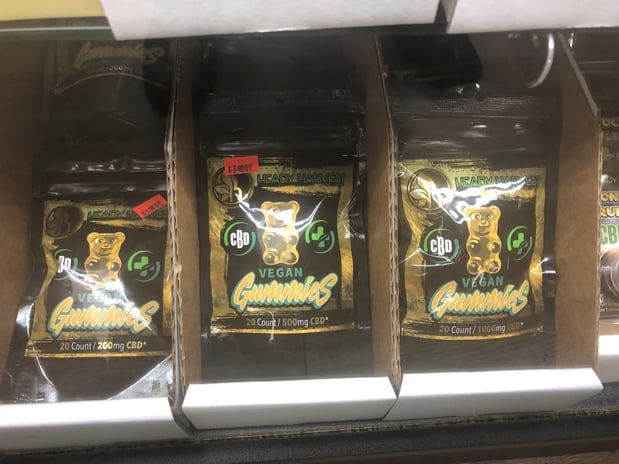 Gummies
HEADY HARVEST
CBD
VEGAN
Gummies
20 Count / 200mg CBD*
HEADY HARVEST
CBD
VEGAN
Gummies
20 Count / 500mg CBD*
HEADY HARVEST
CBD
VEGAN
Gummies
20 Count / 1000mg CBD*